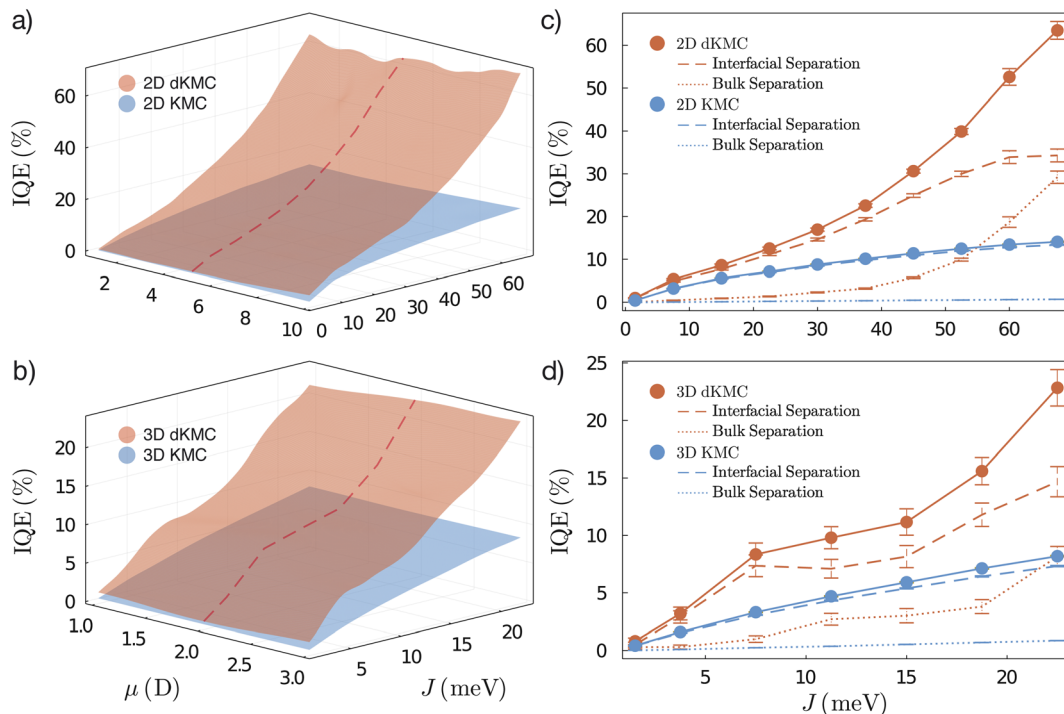 a)
2D dKMC
2D KMC
IQE (%)
60
40
20
0
2
4
6
8
10
0
10
20
30
40
50
60
b)
3D dKMC
3D KMC
IQE (%)
20
15
10
5
0
1.0
1.5
2.0
2.5
3.0
5
10
15
20
μ (D)
J (meV)
c)
2D dKMC
Interfacial Separation
Bulk Separation
2D KMC
Interfacial Separation
Bulk Separation
IQE (%)
60
50
40
30
20
10
0
0
10
20
30
40
50
60
d)
3D dKMC
Interfacial Separation
Bulk Separation
3D KMC
Interfacial Separation
Bulk Separation
IQE (%)
25
20
15
10
5
0
5
10
15
20
J (meV)